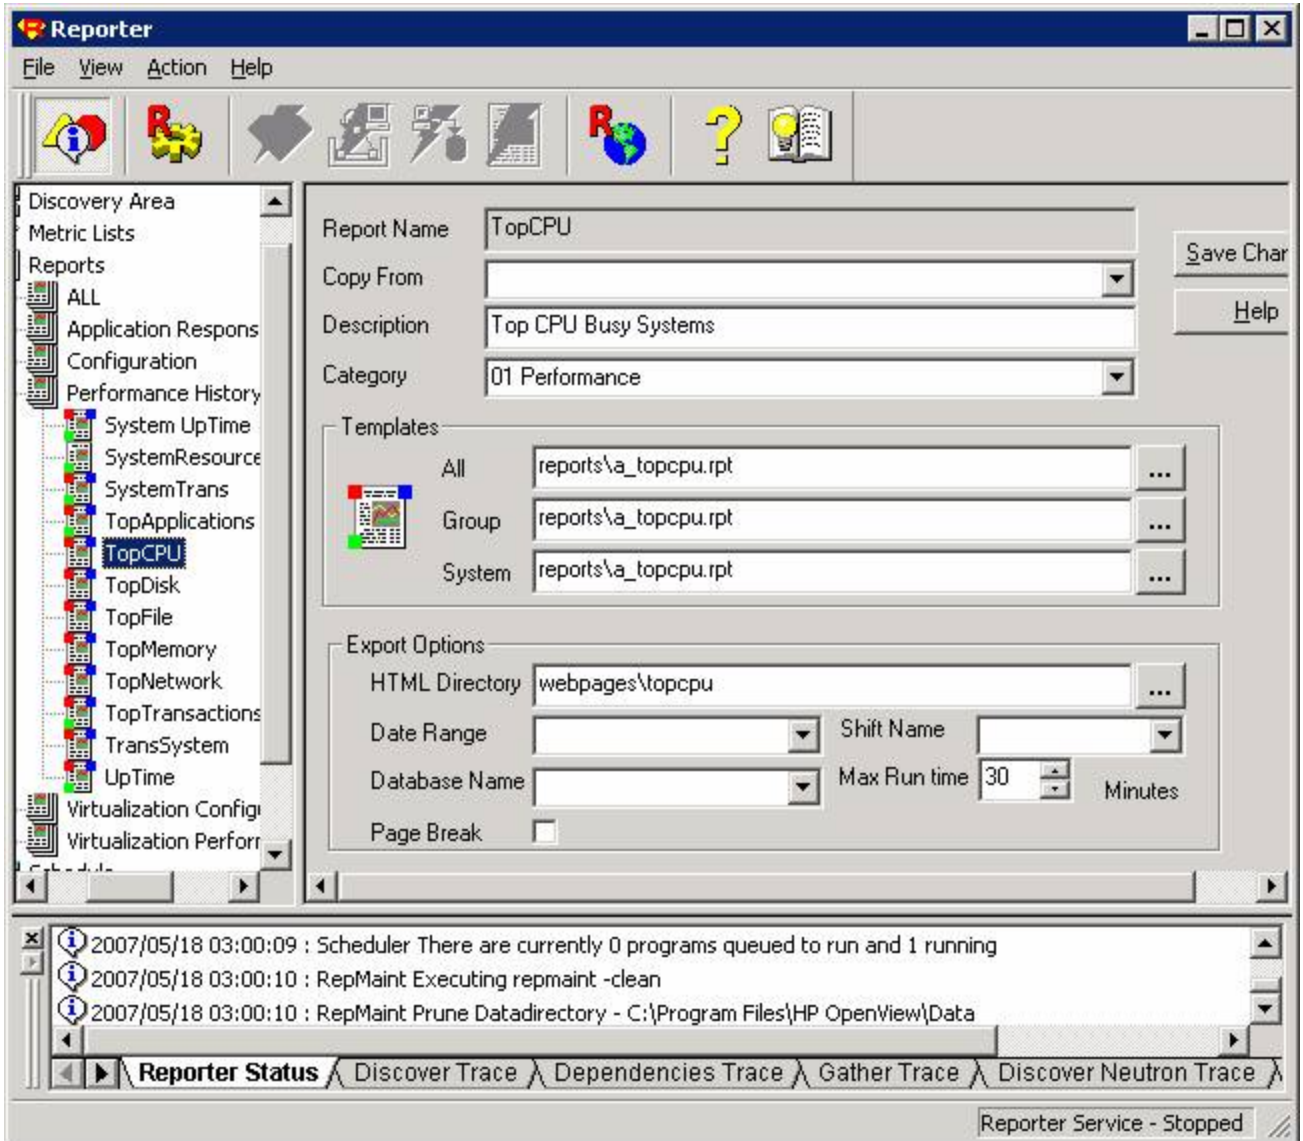 Reporter
File View Action Help
Discovery Area
Metric Lists
Reports
ALL
Application Respons
Configuration
Performance History
System UpTime
SystemResource
SystemTrans
TopApplications
TopCPU
TopDisk
TopFile
TopMemory
TopNetwork
TopTransactions
TransSystem
UpTime
Virtualization Config
Virtualization Perforr
Report Name TopCPU
Copy From
Description Top CPU Busy Systems
Category 01 Performance
Save Char
Help
Templates
All reports\a_topcpu.rpt ...
Group reports\a_topcpu.rpt ...
System reports\a_topcpu.rpt ...
Export Options
HTML Directory webpages\topcpu ...
Date Range Shift Name
Database Name Max Run time 30 Minutes
Page Break
2007/05/18 03:00:09 : Scheduler There are currently 0 programs queued to run and 1 running
2007/05/18 03:00:10 : RepMaint Executing repmaint -clean
2007/05/18 03:00:10 : RepMaint Prune Datadirectory - C:\Program Files\HP OpenView\Data
Reporter Status Discover Trace Dependencies Trace Gather Trace Discover Neutron Trace
Reporter Service - Stopped